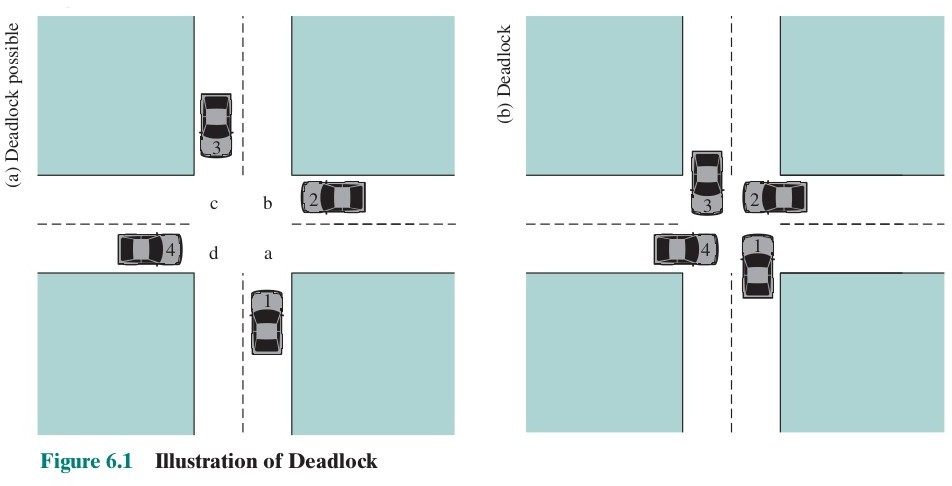 (a) Deadlock possible
3
c b 2
4 d a
1
(b) Deadlock
3 2
4 1
Figure 6.1 Illustration of Deadlock